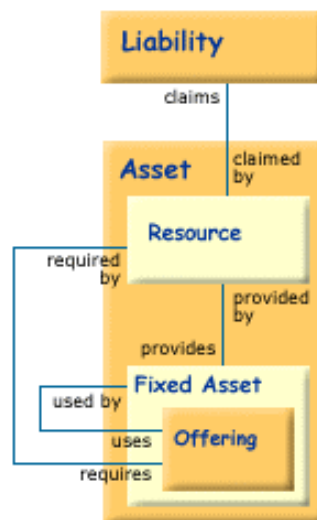 Liability
claims
claimed
by
Asset
Resource
required
by
provided
by
provides
Fixed Asset
used by
uses
Offering
requires